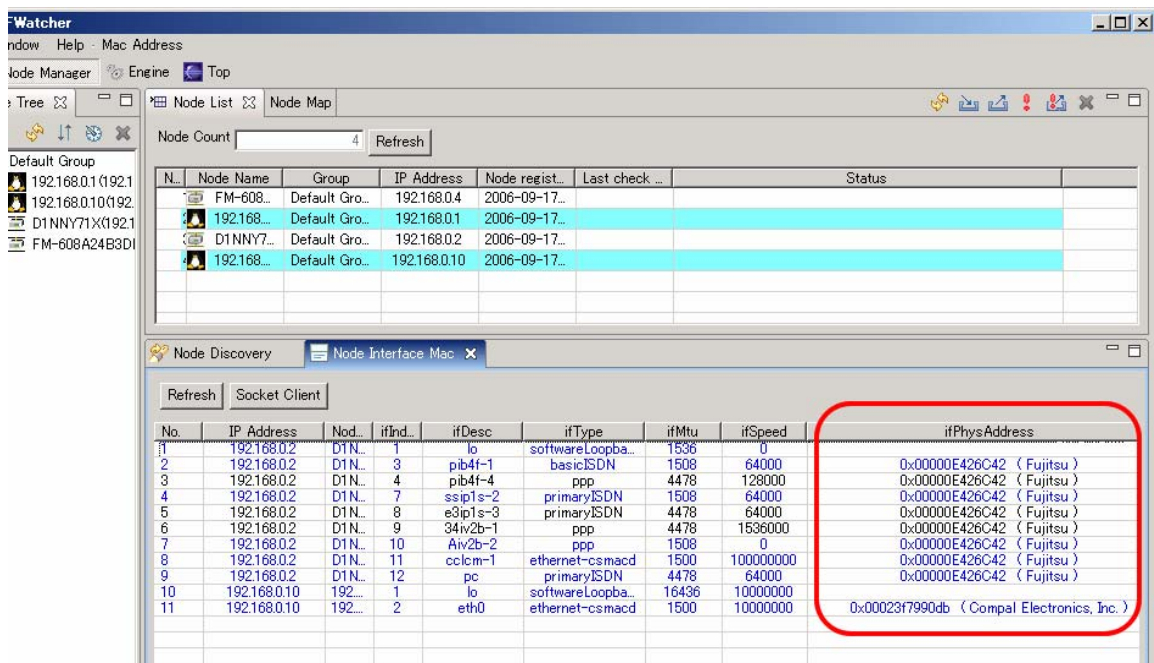 FWatcher
ndow Help Mac Address
Node Manager Engine Top
e Tree
Default Group
192.168.0.1(192.1
192.168.0.10(192.
D1NNY71X(192.1
FM-608A24B3DI
Node List Node Map
Node Count 4 Refresh
N... Node Name Group IP Address Node regist... Last check ... Status
FM-608... Default Gro... 192.168.0.4 2006-09-17...
192.168.... Default Gro... 192.168.0.1 2006-09-17...
D1NNY7... Default Gro... 192.168.0.2 2006-09-17...
192.168.... Default Gro... 192.168.0.10 2006-09-17...
Node Discovery Node Interface Mac
Refresh Socket Client
No. IP Address Nod... ifInd... ifDesc ifType ifMtu ifSpeed ifPhysAddress
1 192.168.0.2 D1N... 1 lo softwareLoopba... 1536 0
2 192.168.0.2 D1N... 3 pib4f-1 basicISDN 1508 64000 0x00000E426C42 ( Fujitsu )
3 192.168.0.2 D1N... 4 pib4f-4 ppp 4478 128000 0x00000E426C42 ( Fujitsu )
4 192.168.0.2 D1N... 7 ssip1s-2 primaryISDN 1508 64000 0x00000E426C42 ( Fujitsu )
5 192.168.0.2 D1N... 8 e3ip1s-3 primaryISDN 4478 64000 0x00000E426C42 ( Fujitsu )
6 192.168.0.2 D1N... 9 34iv2b-1 ppp 4478 1536000 0x00000E426C42 ( Fujitsu )
7 192.168.0.2 D1N... 10 Aiv2b-2 ppp 1508 0 0x00000E426C42 ( Fujitsu )
8 192.168.0.2 D1N... 11 cclcm-1 ethernet-csmacd 1500 100000000 0x00000E426C42 ( Fujitsu )
9 192.168.0.2 D1N... 12 pc primaryISDN 4478 64000 0x00000E426C42 ( Fujitsu )
10 192.168.0.10 192.... 1 lo softwareLoopba... 16436 10000000
11 192.168.0.10 192.... 2 eth0 ethernet-csmacd 1500 10000000 0x00023f7990db ( Compal Electronics, Inc. )